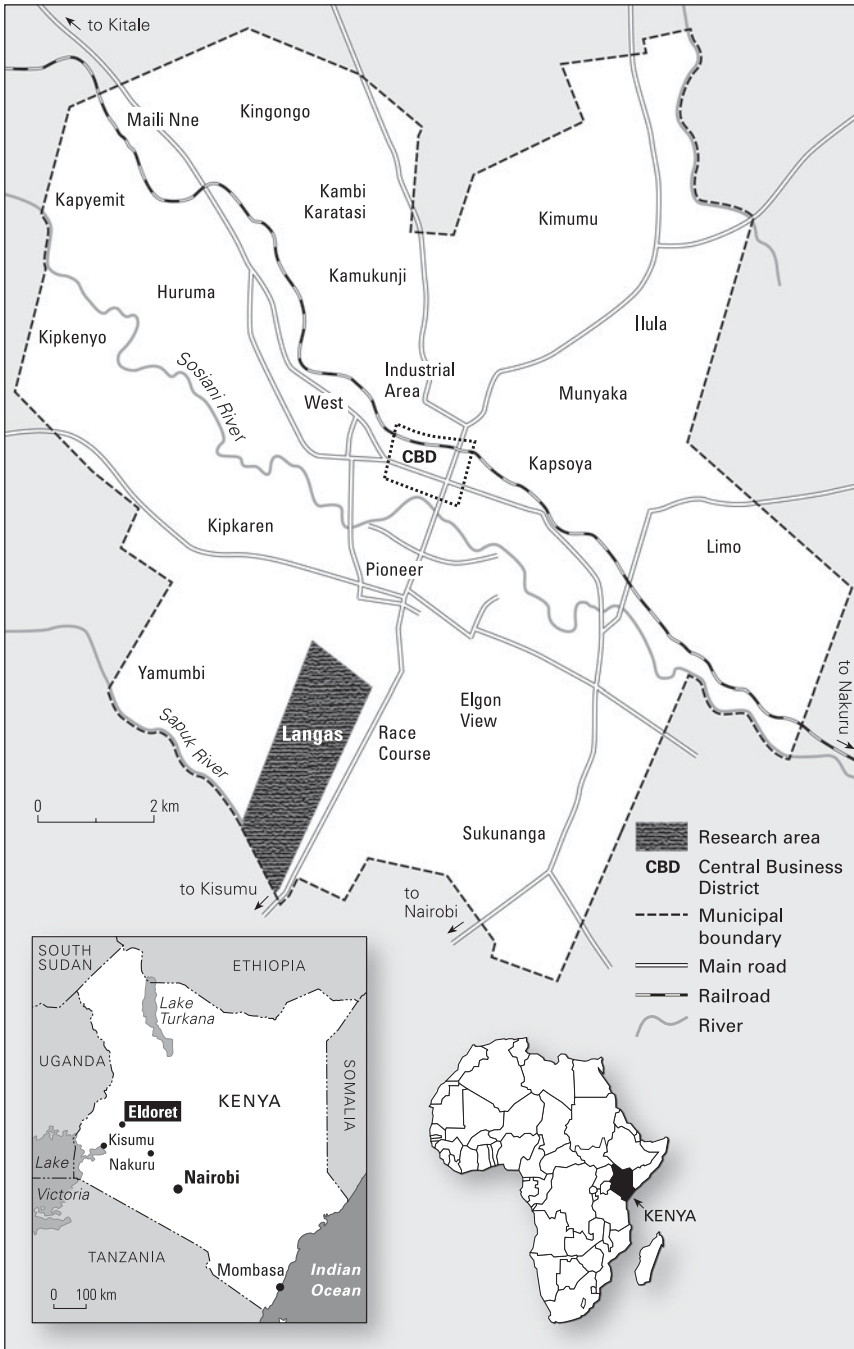 to Kitale
Maili Nne
Kingongo
Kapyemit
Kambi
Karatasi
Kimumu
Kamukunji
Huruma
Ilula
Kipkenyo
Sosiani River
Industrial
Area
Munyaka
West
CBD
Kapsoya
Kipkaren
Limo
Pioneer
Yamumbi
Sapuk River
Langas
Race
Course
Elgon
View
to Nakuru
0 2 km
Sukunanga
to Kisumu
to
Nairobi
Research area
CBD Central Business
District
Municipal
boundary
Main road
Railroad
River
SOUTH
SUDAN
ETHIOPIA
Lake
Turkana
UGANDA
KENYA
SOMALIA
Eldoret
Kisumu
Nakuru
Nairobi
Lake
Victoria
TANZANIA
Mombasa
Indian
Ocean
0 100 km
KENYA